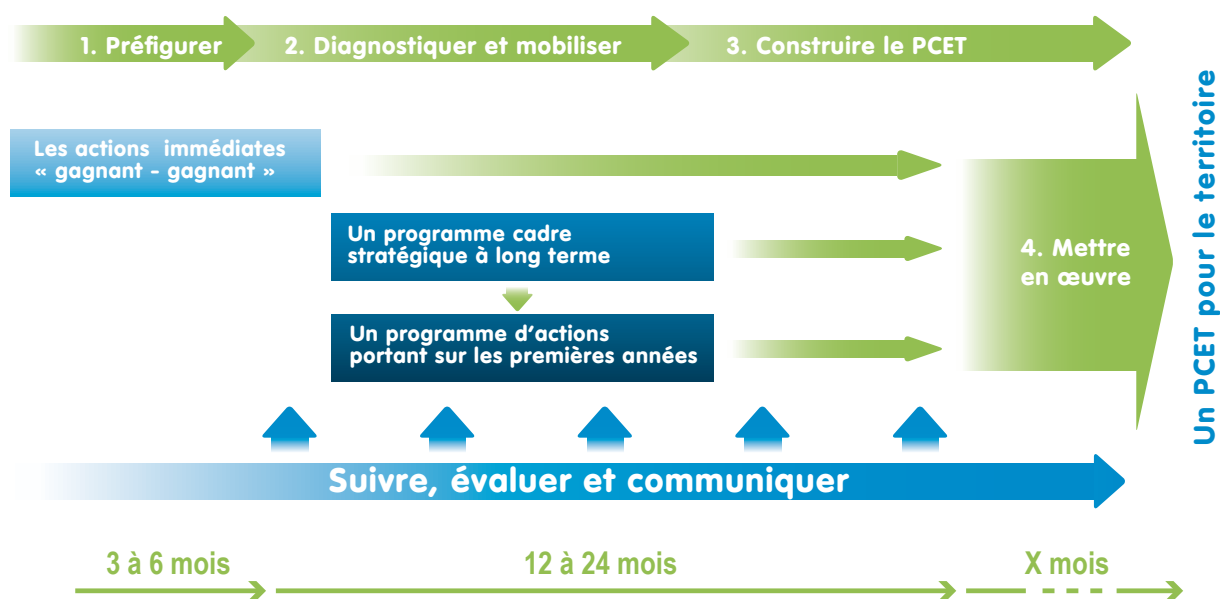 1. Préfigurer
2. Diagnostiquer et mobiliser
3. Construire le PCET
Les actions immédiates
« gagnant - gagnant »
Un programme cadre
stratégique à long terme
Un programme d'actions
portant sur les premières années
4. Mettre
en œuvre
Un PCET pour le territoire
Suivre, évaluer et communiquer
3 à 6 mois
12 à 24 mois
X mois